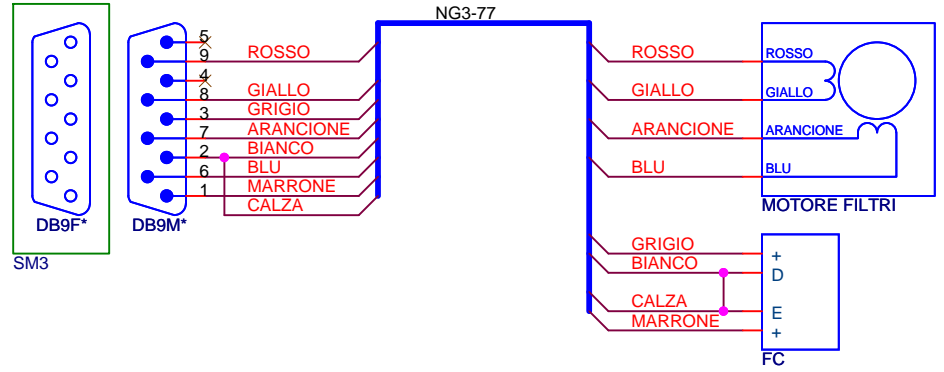 NG3-77
5
9 ROSSO
4
8 GIALLO
3 GRIGIO
7 ARANCIONE
2 BIANCO
6 BLU
1 MARRONE
CALZA
DB9F*
DB9M*
SM3
ROSSO
GIALLO
ARANCIONE
BLU
ROSSO
GIALLO
ARANCIONE
BLU
MOTORE FILTRI
GRIGIO +
BIANCO D
CALZA E
MARRONE +
FC